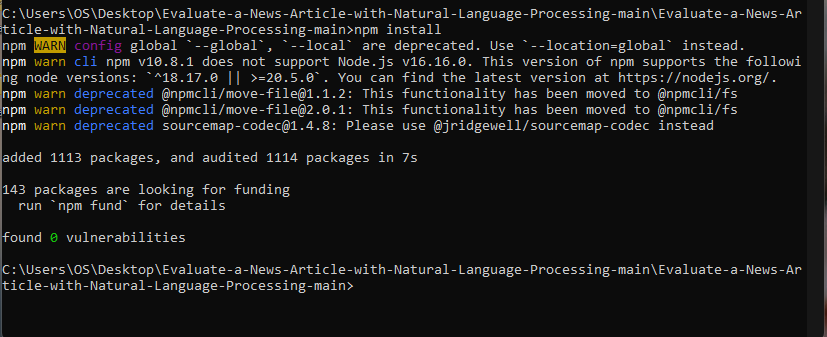 C:\Users\OS\Desktop\Evaluate-a-News-Article-with-Natural-Language-Processing-main\Evaluate-a-News-Ar
ticle-with-Natural-Language-Processing-main>npm install
npm WARN config global `--global`, `--local` are deprecated. Use `--location=global` instead.
npm warn cli npm v10.8.1 does not support Node.js v16.16.0. This version of npm supports the followi
ng node versions: `^18.17.0 || >=20.5.0`. You can find the latest version at https://nodejs.org/.
npm warn deprecated @npmcli/move-file@1.1.2: This functionality has been moved to @npmcli/fs
npm warn deprecated @npmcli/move-file@2.0.1: This functionality has been moved to @npmcli/fs
npm warn deprecated sourcemap-codec@1.4.8: Please use @jridgewell/sourcemap-codec instead
added 1113 packages, and audited 1114 packages in 7s
143 packages are looking for funding
  run `npm fund` for details
found 0 vulnerabilities
C:\Users\OS\Desktop\Evaluate-a-News-Article-with-Natural-Language-Processing-main\Evaluate-a-News-Ar
ticle-with-Natural-Language-Processing-main>